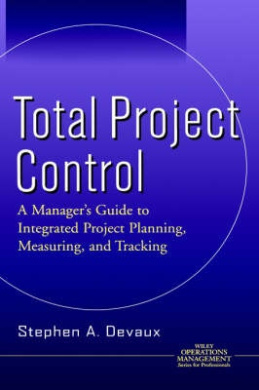 Total Project
Control
A Manager's Guide to
Integrated Project Planning,
Measuring, and Tracking
Stephen A. Devaux
WILEY
OPERATIONS
MANAGEMENT
Series for Professionals